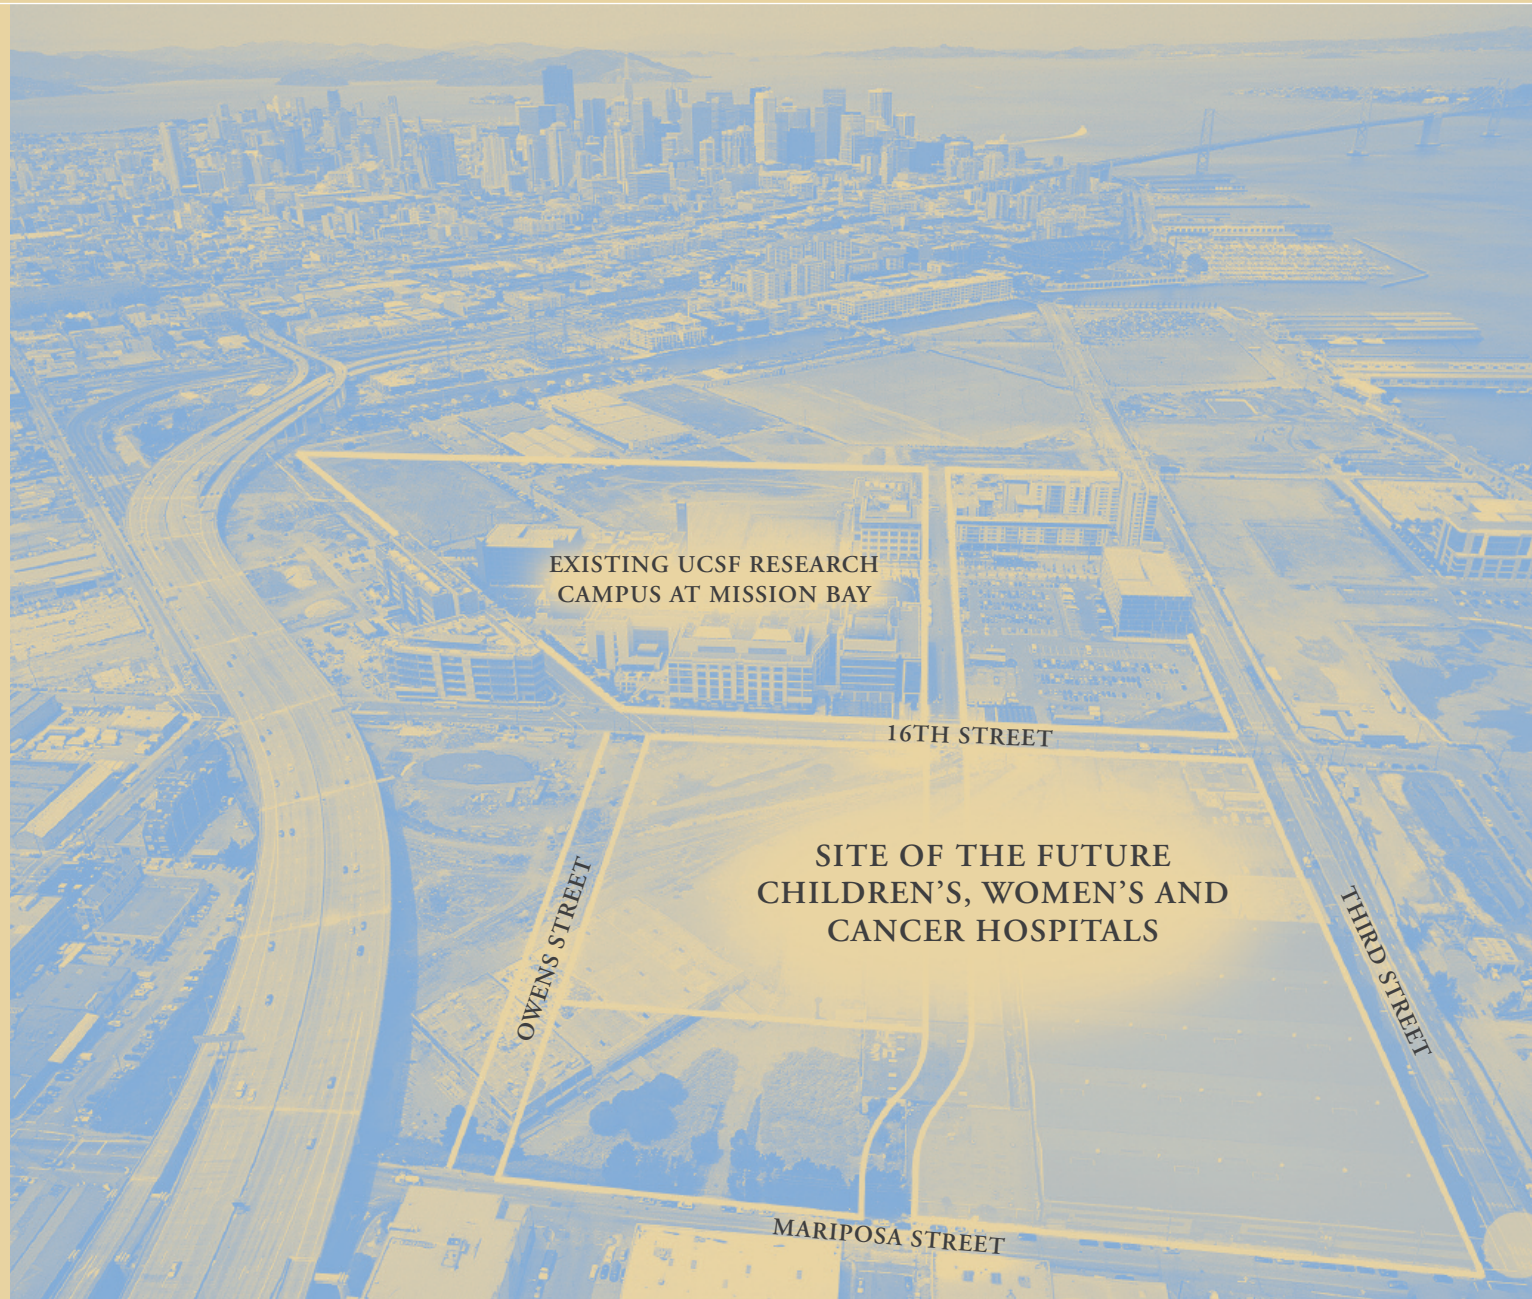 EXISTING UCSF RESEARCH
CAMPUS AT MISSION BAY
16TH STREET
SITE OF THE FUTURE
CHILDREN’S, WOMEN’S AND
CANCER HOSPITALS
OWENS STREET
THIRD STREET
MARIPOSA STREET